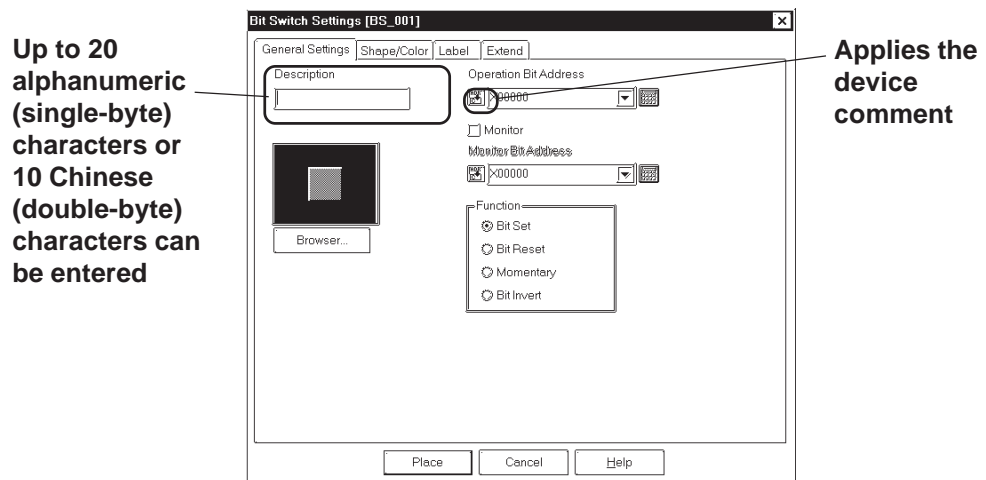 Bit Switch Settings [BS_001]
General Settings Shape/Color Label Extend
Up to 20
alphanumeric
(single-byte)
characters or
10 Chinese
(double-byte)
characters can
be entered
Description
Operation Bit Address
X00000
Applies the
device
comment
Monitor
Monitor Bit Address
X00000
Browser...
Function
Bit Set
Bit Reset
Momentary
Bit Invert
Place Cancel Help